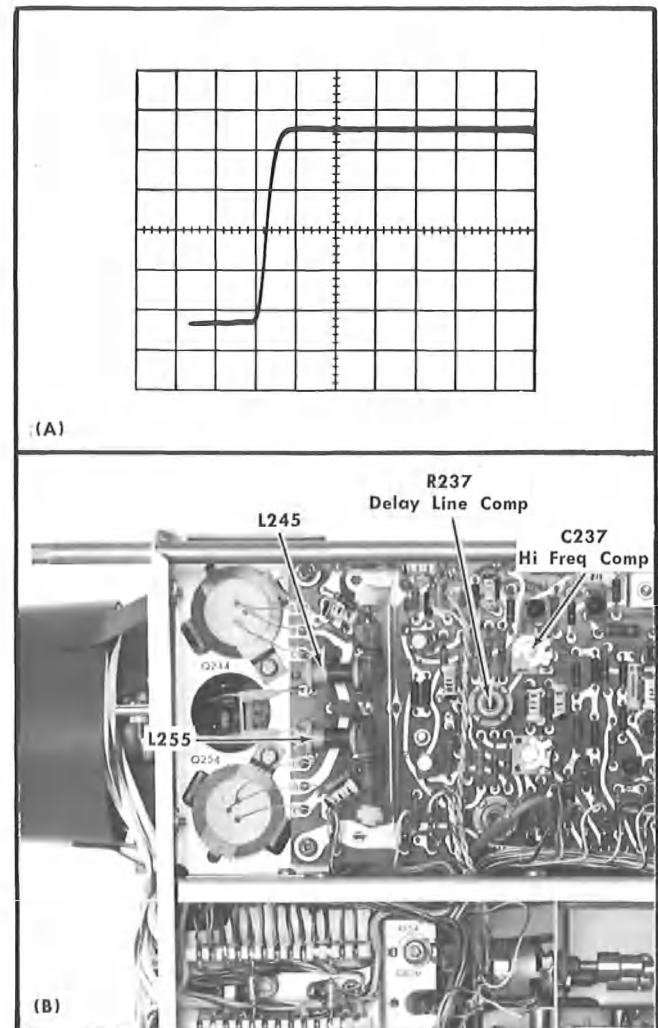 (A)
R237
Delay Line Comp
L245
C237
Hi Freq Comp
Q244
L255
Q254
(B)